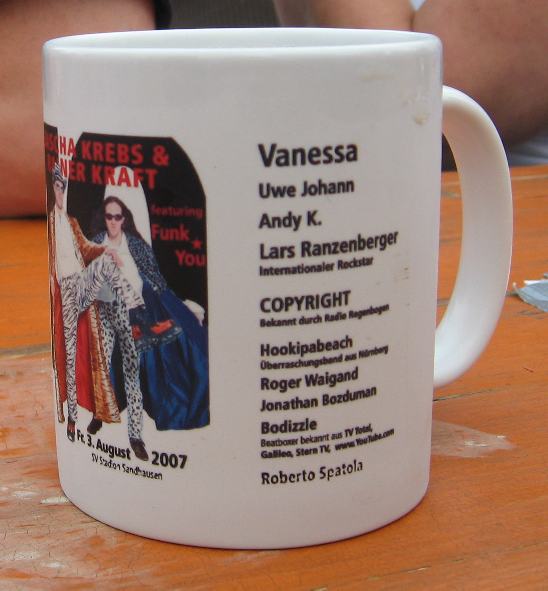 SCHA KREBS &
NER KRAFT
featuring
Funk
You
Fr. 3. August 2007
SV Stadion Sandhausen
Vanessa
Uwe Johann
Andy K.
Lars Ranzenberger
Internationaler Rockstar
COPYRIGHT
Bekannt durch Radio Regenbogen
Hookipabeach
Überraschungsband aus Nürnberg
Roger Waigand
Jonathan Bozduman
Bodizzle
Beatboxer bekannt aus TV Total,
Galileo, Stern TV, www.YouTube.com
Roberto Spatola